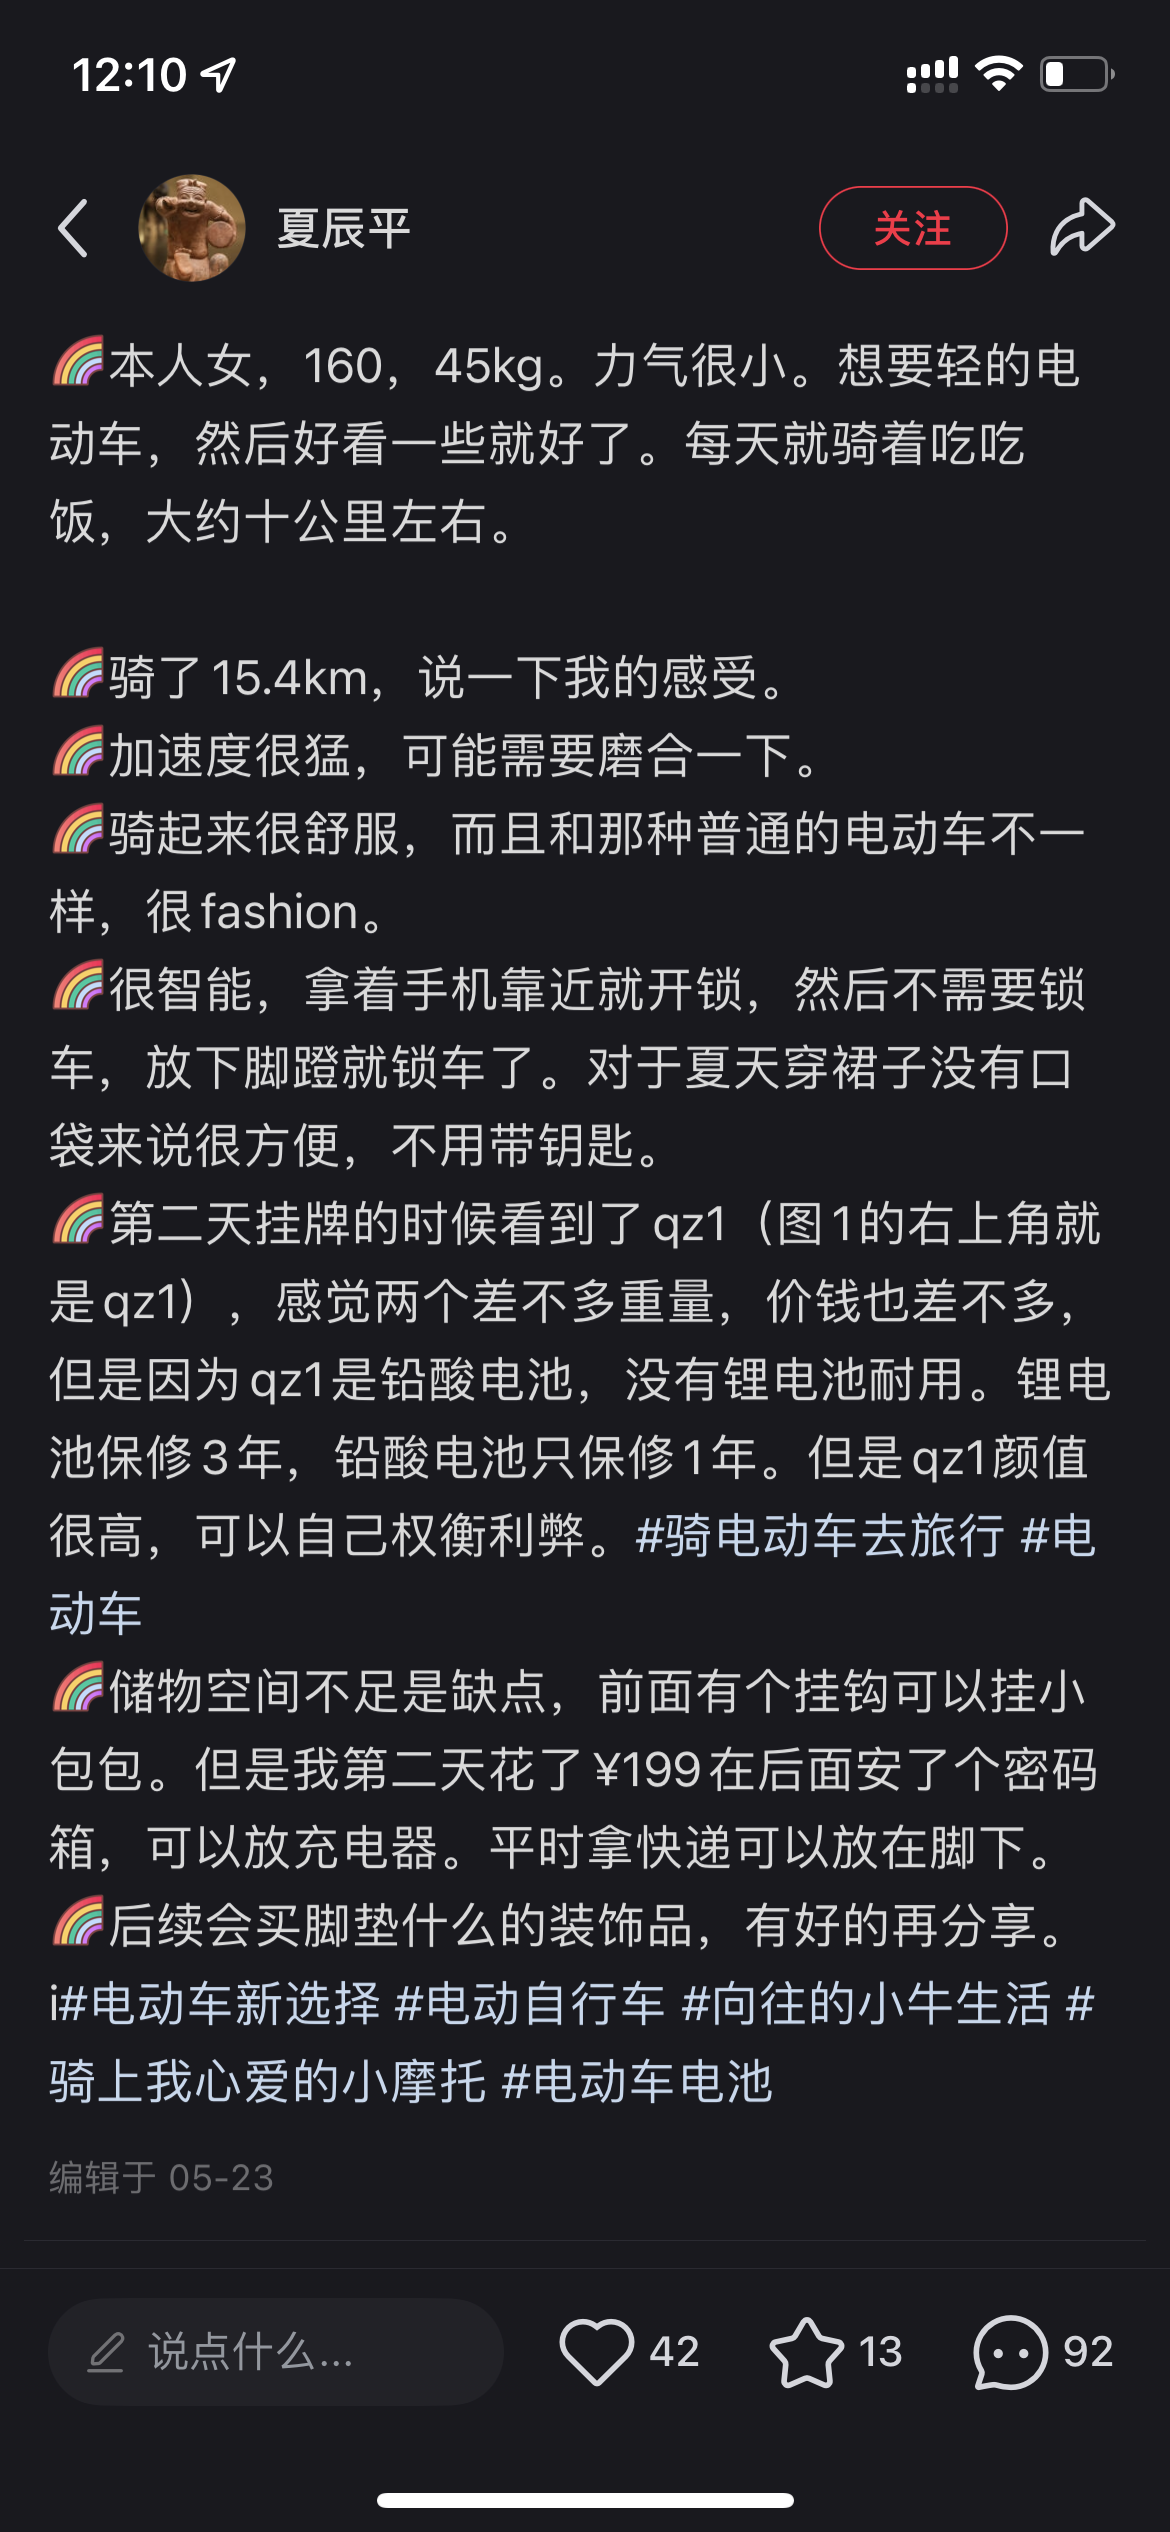 12:10
夏辰平
关注
🌈本人女，160，45kg。力气很小。想要轻的电
动车，然后好看一些就好了。每天就骑着吃吃
饭，大约十公里左右。
🌈骑了15.4km，说一下我的感受。
🌈加速度很猛，可能需要磨合一下。
🌈骑起来很舒服，而且和那种普通的电动车不一
样，很fashion。
🌈很智能，拿着手机靠近就开锁，然后不需要锁
车，放下脚蹬就锁车了。对于夏天穿裙子没有口
袋来说很方便，不用带钥匙。
🌈第二天挂牌的时候看到了qz1（图1的右上角就
是qz1），感觉两个差不多重量，价钱也差不多，
但是因为qz1是铅酸电池，没有锂电池耐用。锂电
池保修3年，铅酸电池只保修1年。但是qz1颜值
很高，可以自己权衡利弊。#骑电动车去旅行 #电
动车
🌈储物空间不足是缺点，前面有个挂钩可以挂小
包包。但是我第二天花了¥199在后面安了个密码
箱，可以放充电器。平时拿快递可以放在脚下。
🌈后续会买脚垫什么的装饰品，有好的再分享。
i#电动车新选择 #电动自行车 #向往的小牛生活 #
骑上我心爱的小摩托 #电动车电池
编辑于 05-23
说点什么...
42
13
92